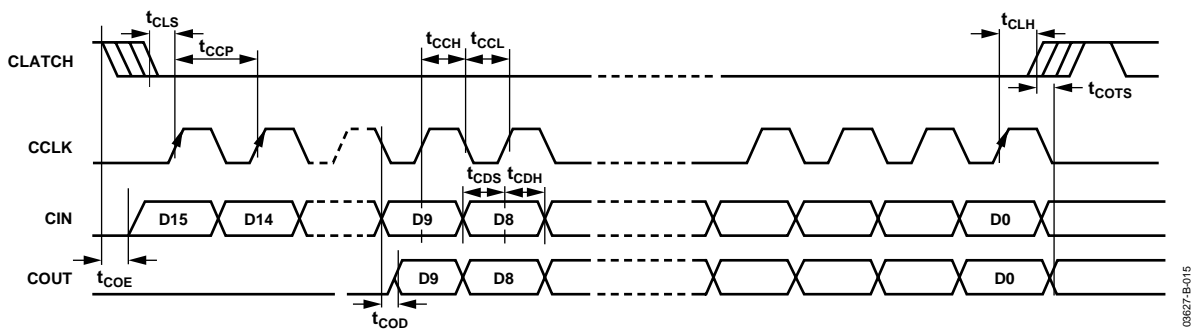 tCLS
tCCP
tCCH
tCCL
tCLH
CLATCH
tCOTS
CCLK
tCDS
tCDH
CIN
D15
D14
D9
D8
D0
COUT
tCOE
D9
D8
D0
tCOD
03627-B-015